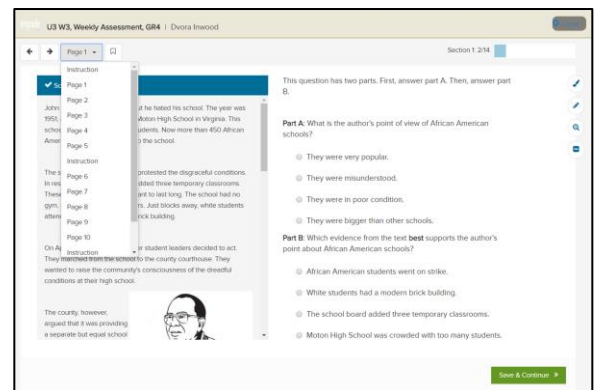 U3 W3, Weekly Assessment, GR4 | Dvora Inwood
Page 1
Section 1: 2/14
Instruction
Page 1
Page 2
Page 3
Page 4
Page 5
Instruction
Page 6
Page 7
Page 8
Page 9
Page 10
Instruction
John
t he hated his school. The year was
1951,
Moton High School in Virginia. This
scho
udents. Now more than 450 African
Amer
o the school.
The s
protested the disgraceful conditions.
In res
dded three temporary classrooms.
These
ant to last long. The school had no
gym,
rs. Just blocks away, white students
atten
rick building.
On A
r student leaders decided to act.
They marched from the school to the county courthouse. They
wanted to raise the community's consciousness of the dreadful
conditions at their high school.
The county, however,
argued that it was providing
a separate but equal school
This question has two parts. First, answer part A. Then, answer part
B.
Part A: What is the author's point of view of African American
schools?
They were very popular.
They were misunderstood.
They were in poor condition.
They were bigger than other schools.
Part B: Which evidence from the text best supports the author's
point about African American schools?
African American students went on strike.
White students had a modern brick building.
The school board added three temporary classrooms.
Moton High School was crowded with too many students.
Save & Continue